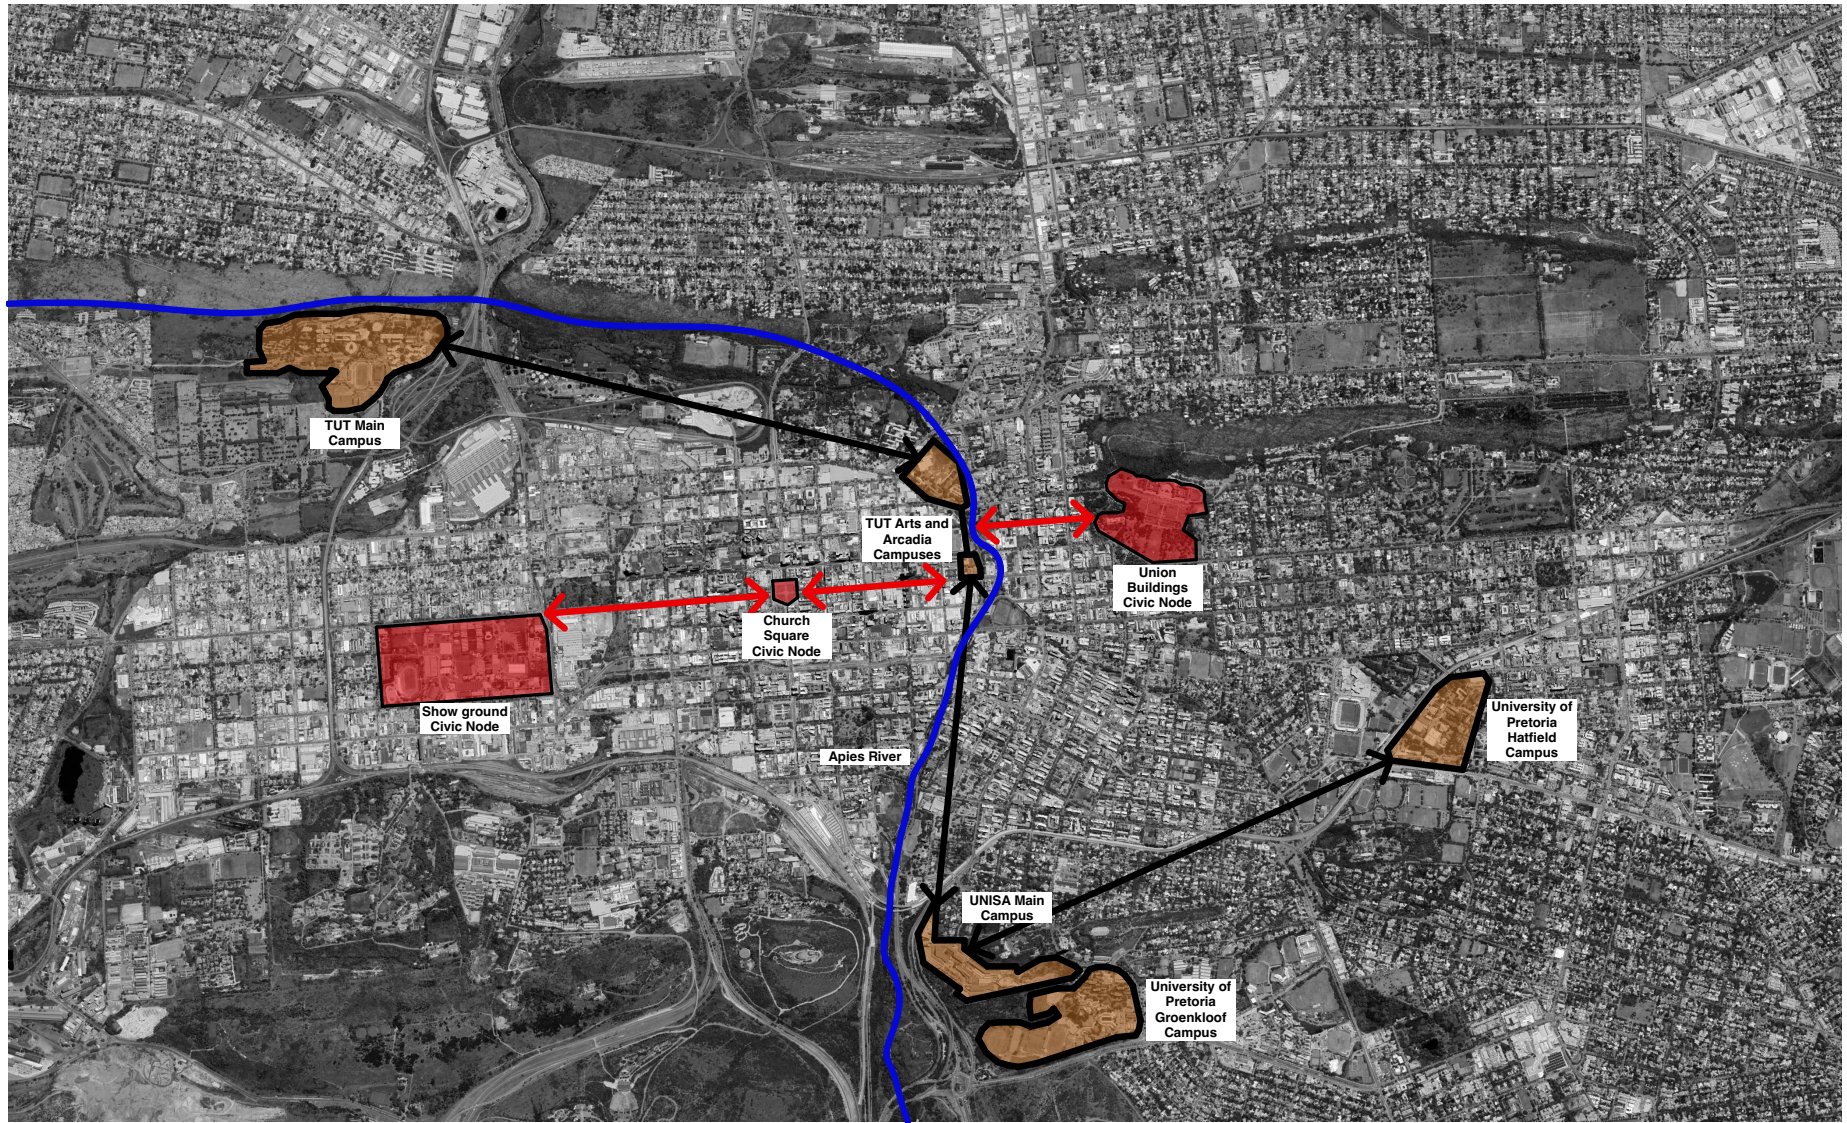 TUT Main
Campus
TUT Arts and
Arcadia
Campuses
Union
Buildings
Civic Node
Church
Square
Civic Node
Show ground
Civic Node
University of
Pretoria
Hatfield
Campus
Apies River
UNISA Main
Campus
University of
Pretoria
Groenkloof
Campus